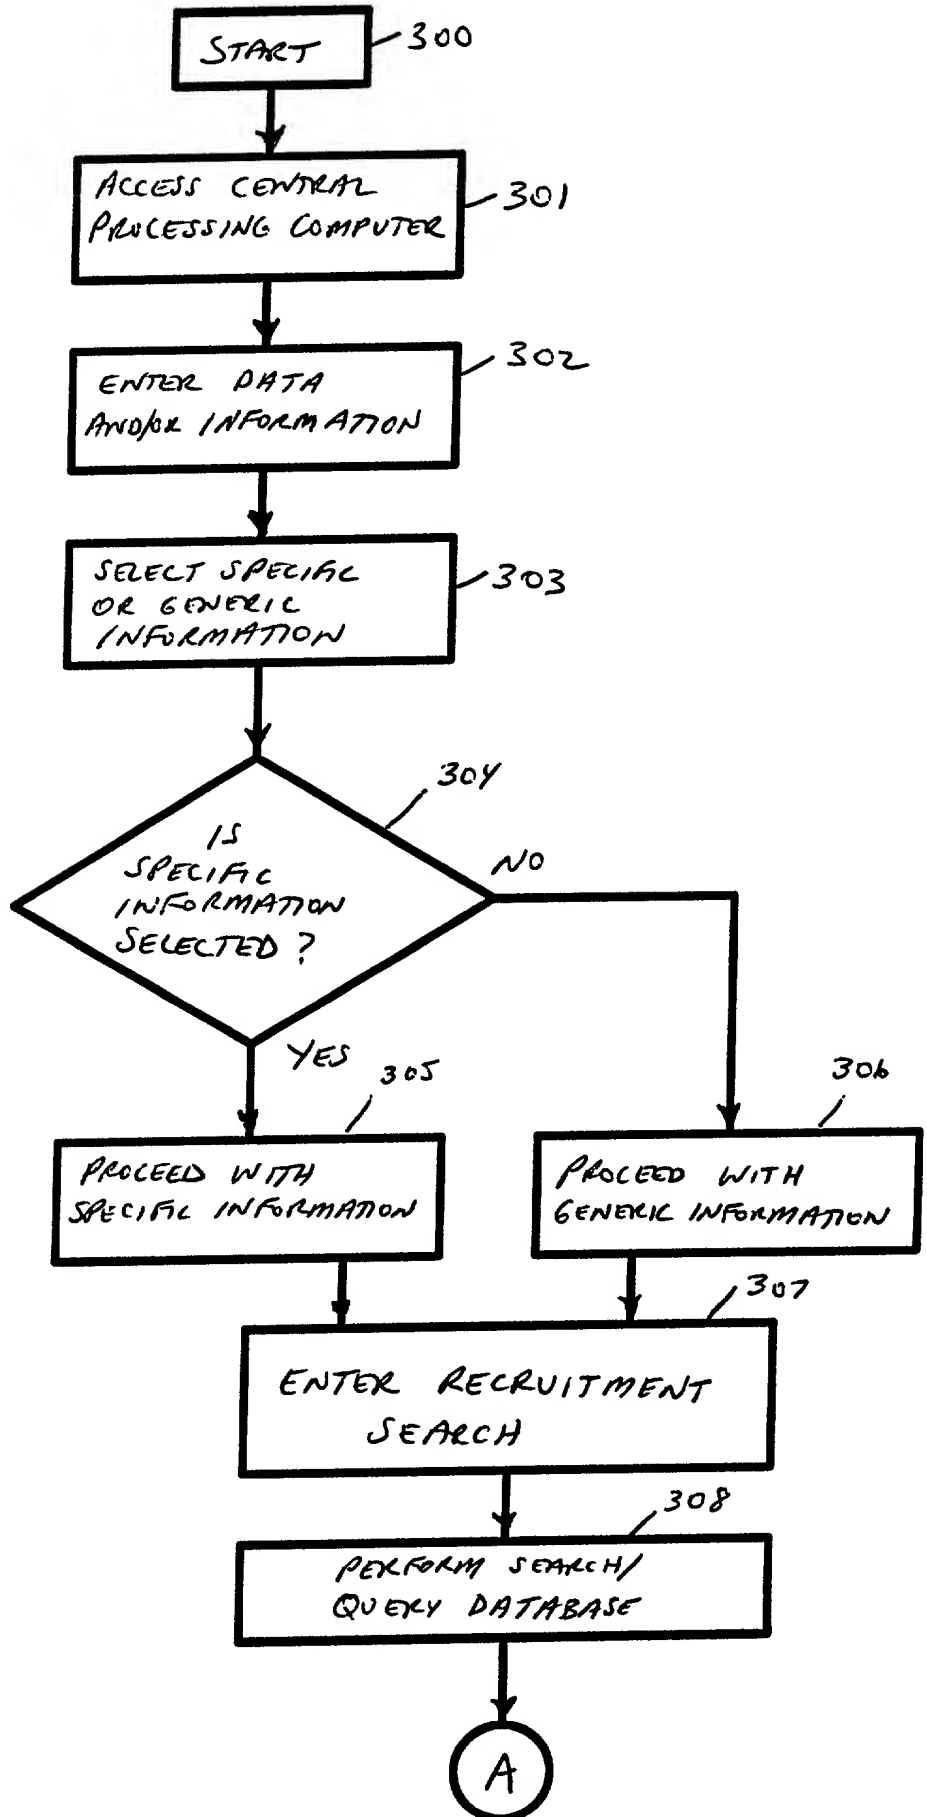 START
300
ACCESS CENTRAL
PROCESSING COMPUTER
301
ENTER DATA
AND/OR INFORMATION
302
SELECT SPECIFIC
OR GENERIC
INFORMATION
303
304
IS
SPECIFIC
INFORMATION
SELECTED?
NO
YES
305
PROCEED WITH
SPECIFIC INFORMATION
306
PROCEED WITH
GENERIC INFORMATION
307
ENTER RECRUITMENT
SEARCH
308
PERFORM SEARCH/
QUERY DATABASE
A